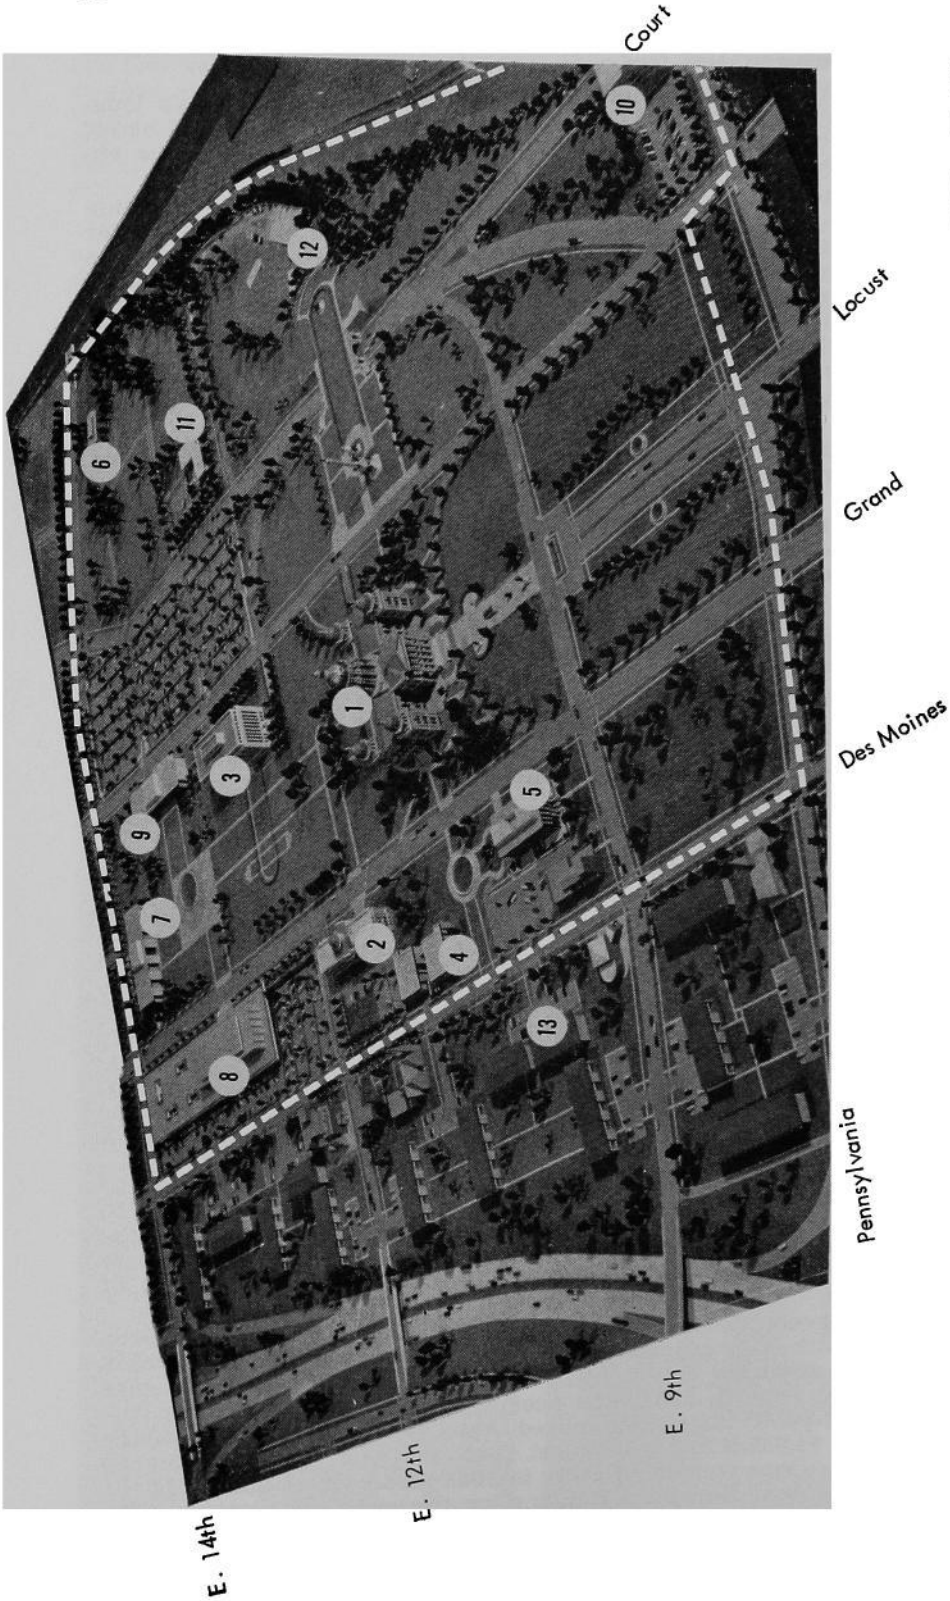 Court
Locust
Grand
Des Moines
Pennsylvania
E. 9th
E. 12th
E. 14th
10
12
11
6
1
3
9
5
7
2
4
8
13